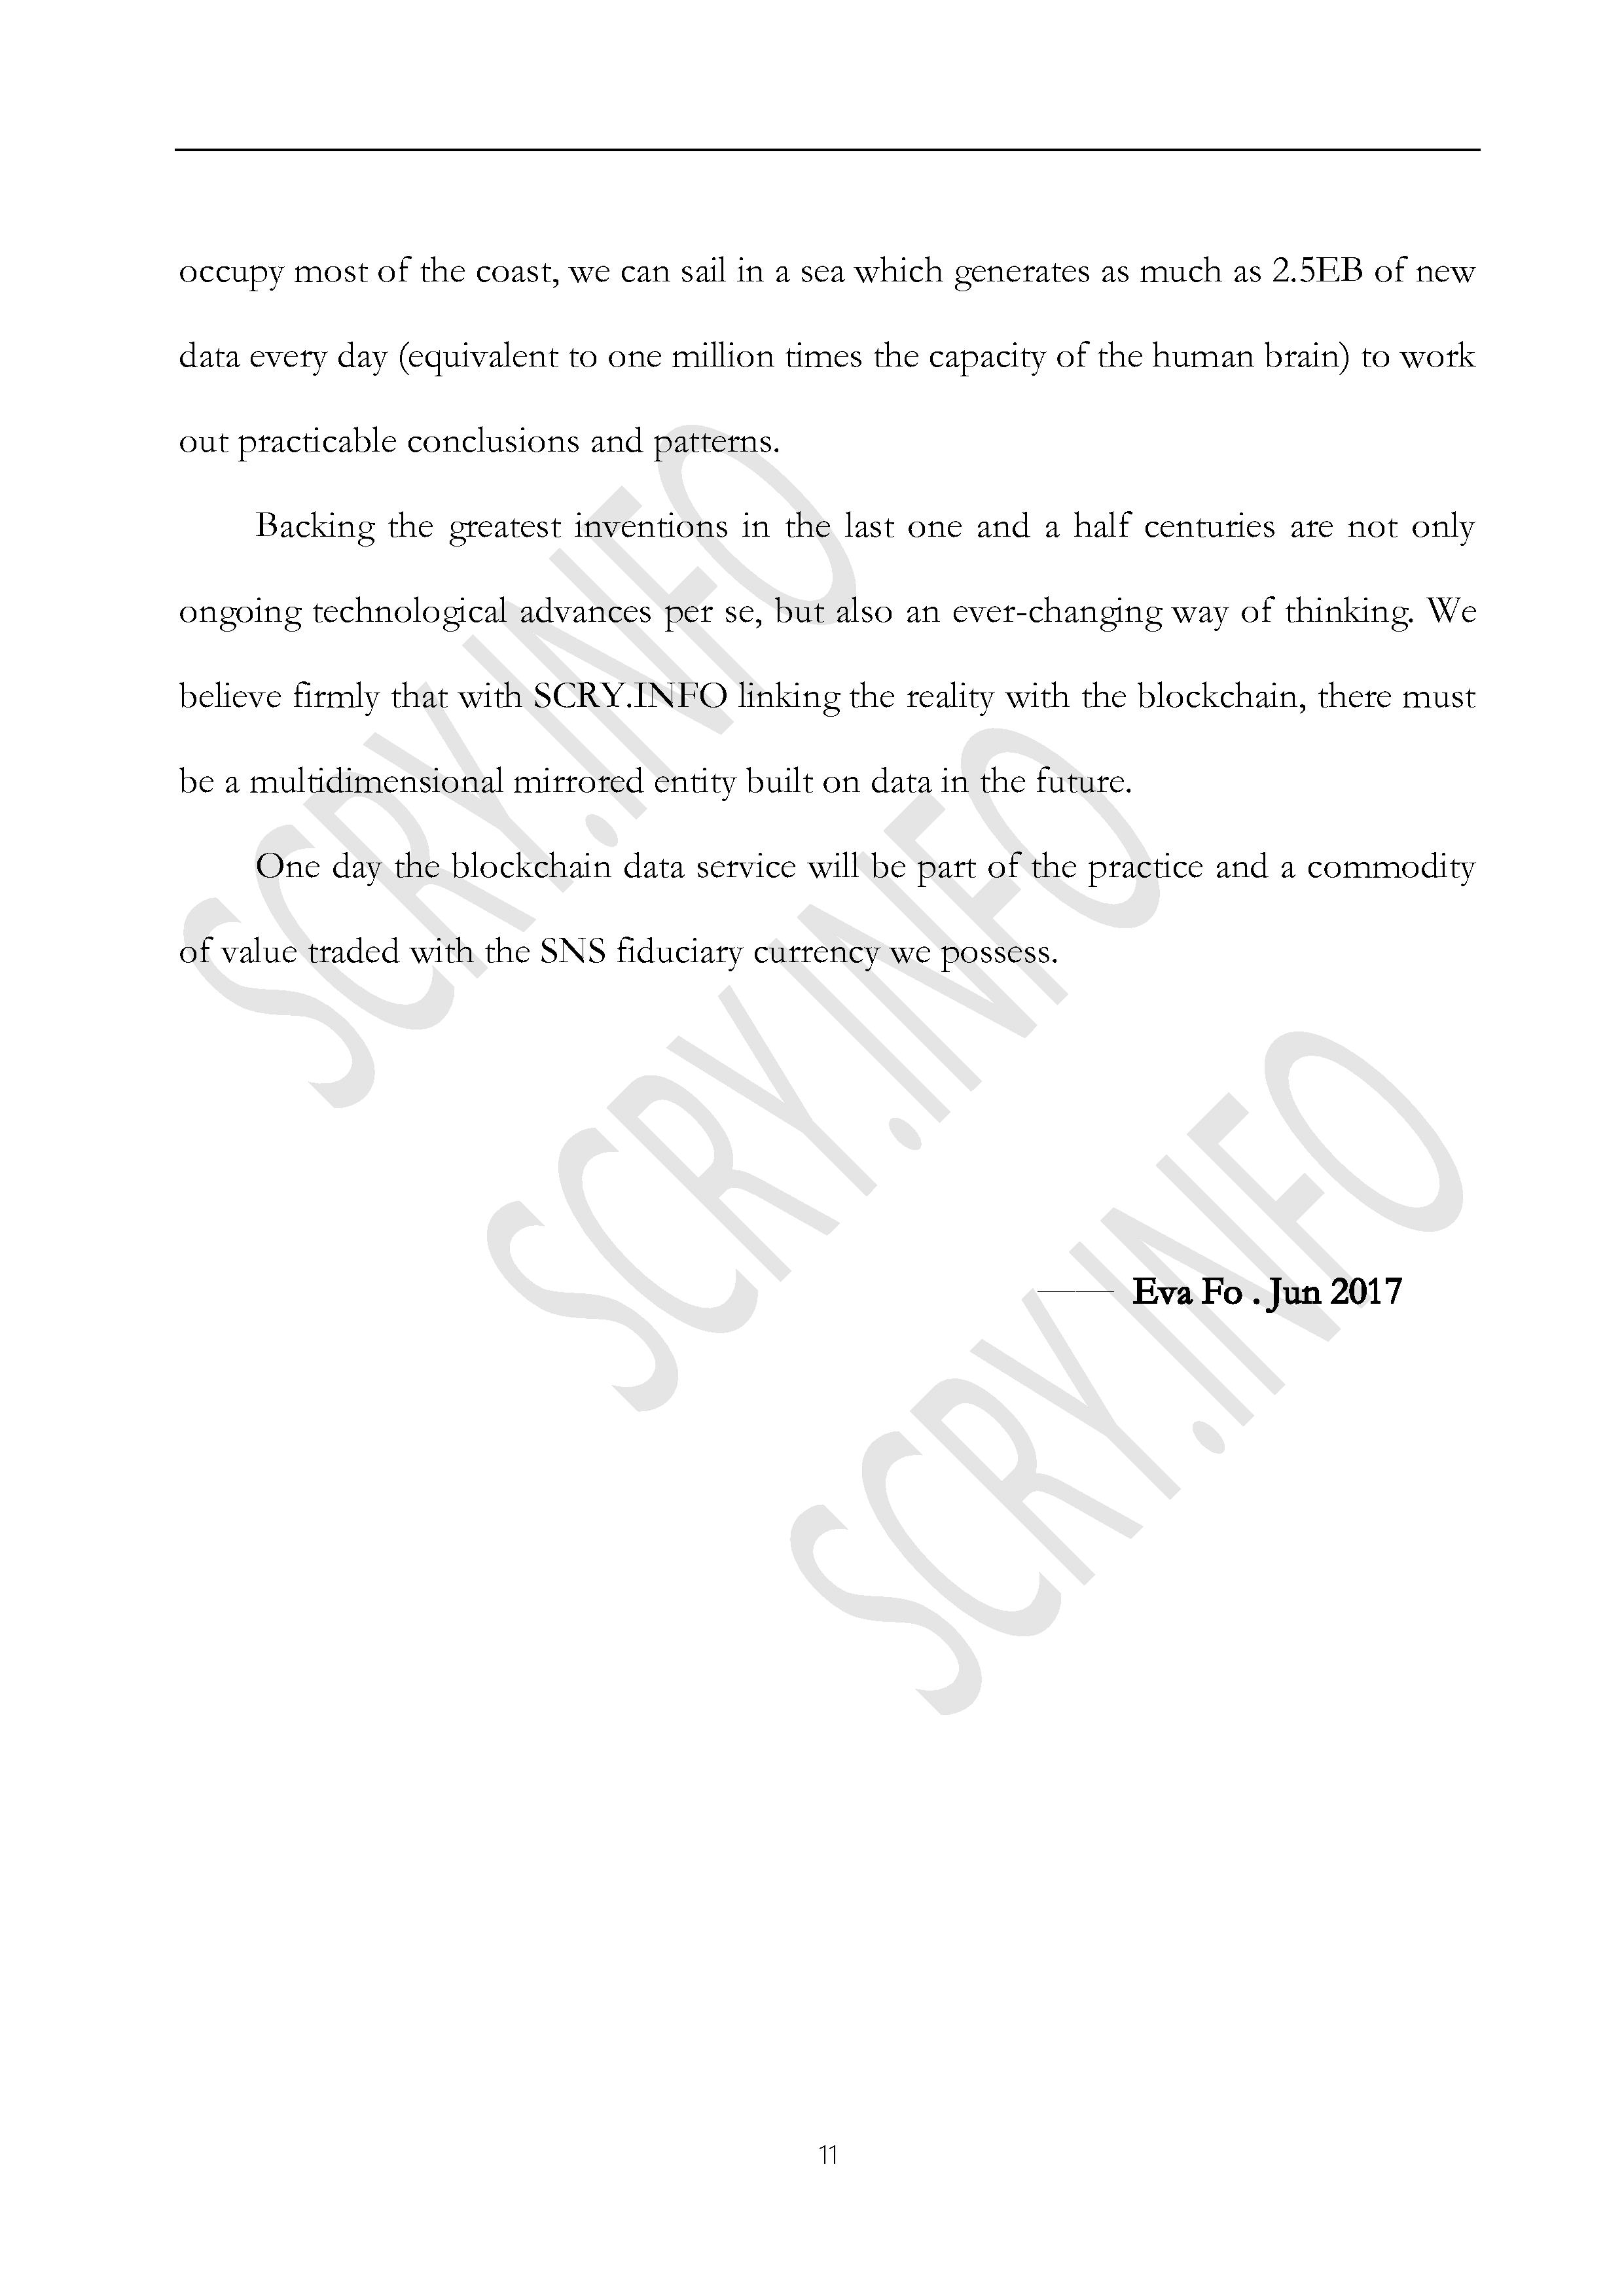 occupy most of the coast, we can sail in a sea which generates as much as 2.5EB of new
data every day (equivalent to one million times the capacity of the human brain) to work
out practicable conclusions and patterns.
Backing the greatest inventions in the last one and a half centuries are not only
ongoing technological advances per se, but also an ever-changing way of thinking. We
believe firmly that with SCRY.INFO linking the reality with the blockchain, there must
be a multidimensional mirrored entity built on data in the future.
One day the blockchain data service will be part of the practice and a commodity
of value traded with the SNS fiduciary currency we possess.
SCRY.INFO
SCRY.INFO
SCRY.INFO
—— Eva Fo . Jun 2017
11